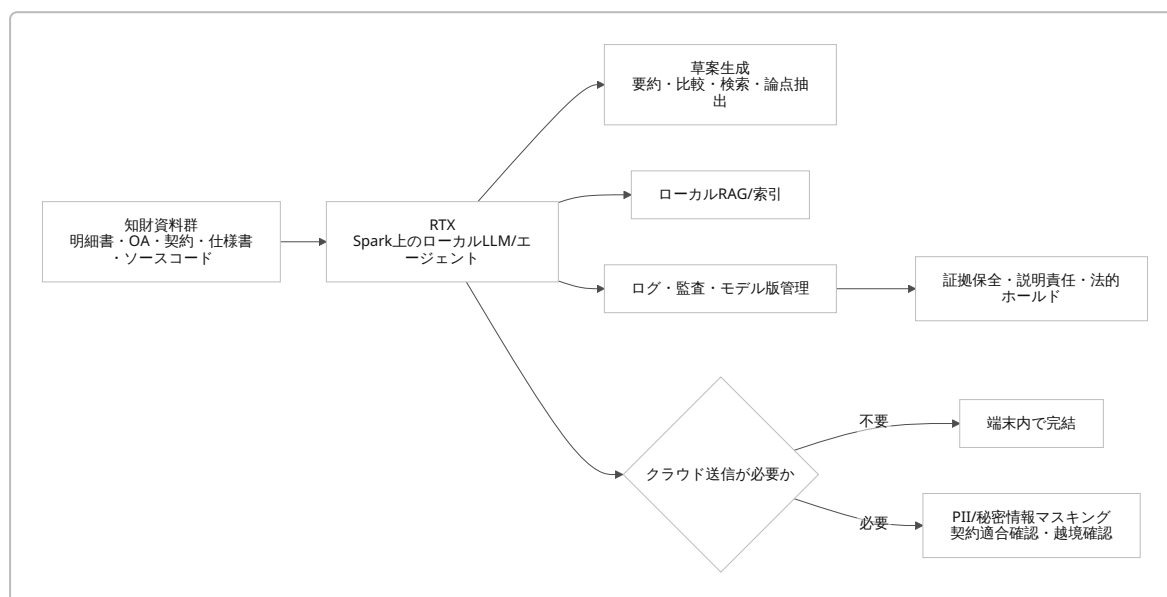 草案生成
要約・比較・検索・論点抽
出
ローカルRAG/索引
知財資料群
明細書・OA・契約・仕様書
・ソースコード
RTX
Spark上のローカルLLM/エ
ージェント
ログ・監査・モデル版管理
証拠保全・説明責任・法的
ホールド
クラウド送信が必要か
不要
端末内で完結
必要
PII/秘密情報マスキング
契約適合確認・越境確認